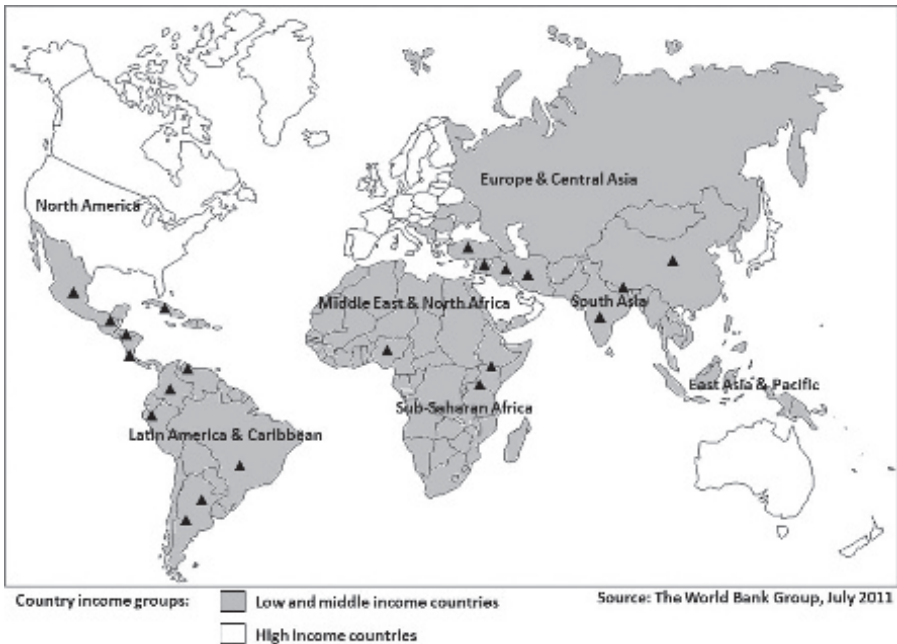 Europe & Central Asia
North America
Middle East & North Africa
South Asia
East Asia & Pacific
Sub-Saharan Africa
Latin America & Caribbean
Country income groups:
Low and middle income countries
Source: The World Bank Group, July 2011
High Income countries